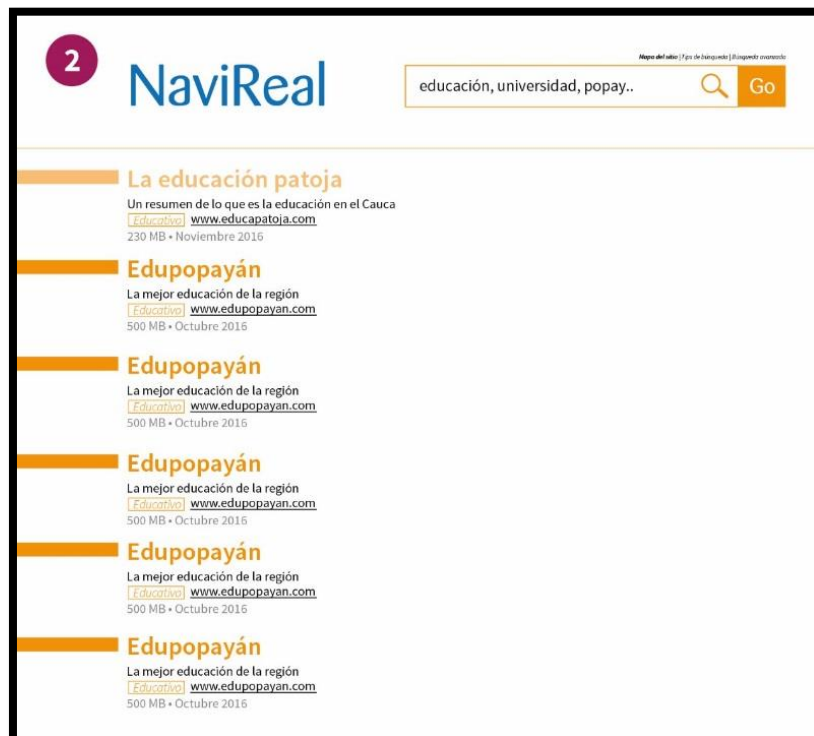 2
Mapa del sitio | Tips de búsqueda | Búsqueda avanzada
NaviReal
educación, universidad, popay..
Go
La educación patoja
Un resumen de lo que es la educación en el Cauca
Educativo www.educapatoja.com
230 MB • Noviembre 2016
Edupopayán
La mejor educación de la región
Educativo www.edupopayan.com
500 MB • Octubre 2016
Edupopayán
La mejor educación de la región
Educativo www.edupopayan.com
500 MB • Octubre 2016
Edupopayán
La mejor educación de la región
Educativo www.edupopayan.com
500 MB • Octubre 2016
Edupopayán
La mejor educación de la región
Educativo www.edupopayan.com
500 MB • Octubre 2016
Edupopayán
La mejor educación de la región
Educativo www.edupopayan.com
500 MB • Octubre 2016